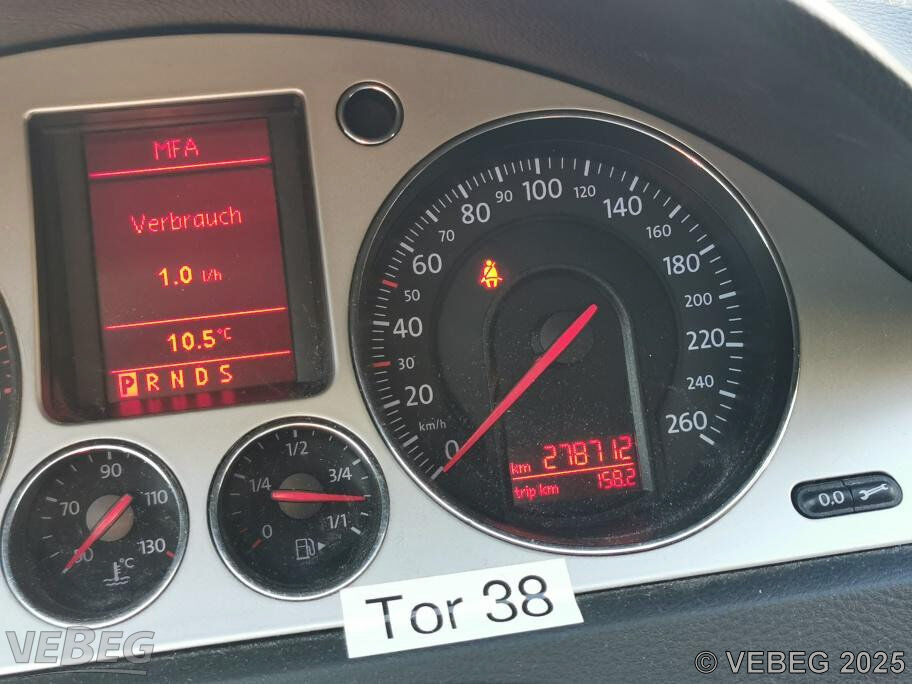 MFA
Verbrauch
1.0 l/h
10.5°C
P R N D S
50
70
90
110
130
°C
0
1/4
1/2
3/4
1/1
0
20
30
40
50
60
70
80
90
100
120
140
160
180
200
220
240
260
km/h
km 278712
trip km 158.2
0.0
Tor 38
VEBEG
© VEBEG 2025